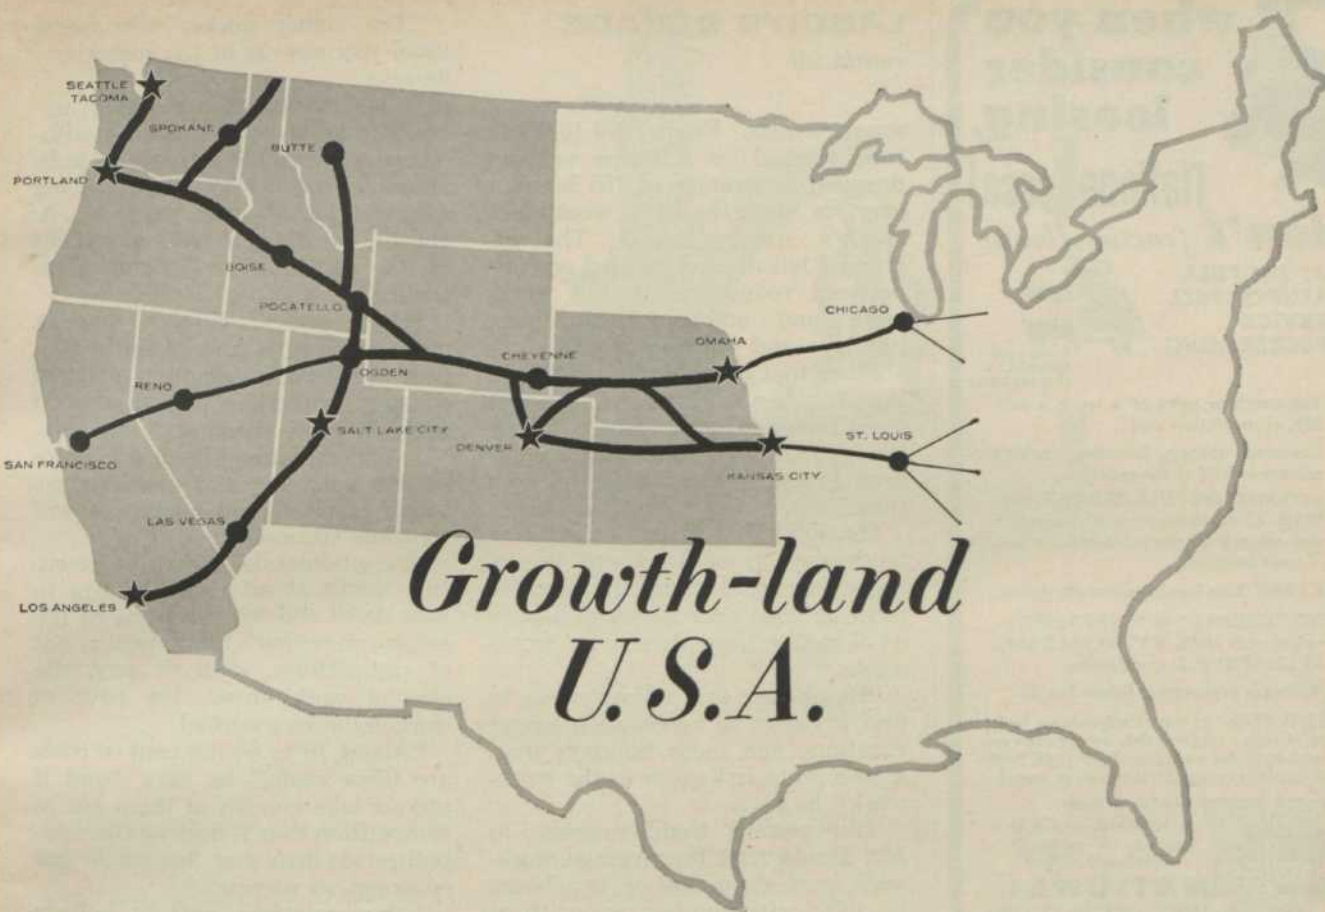 SEATTLE
TACOMA
SPOKANE
BUTTE
PORTLAND
BOISE
POCATELLO
CHICAGO
OMAHA
CHEYENNE
OGDEN
RENO
SALT LAKE CITY
DENVER
ST. LOUIS
SAN FRANCISCO
KANSAS CITY
LAS VEGAS
LOS ANGELES
Growth-land
U.S.A.